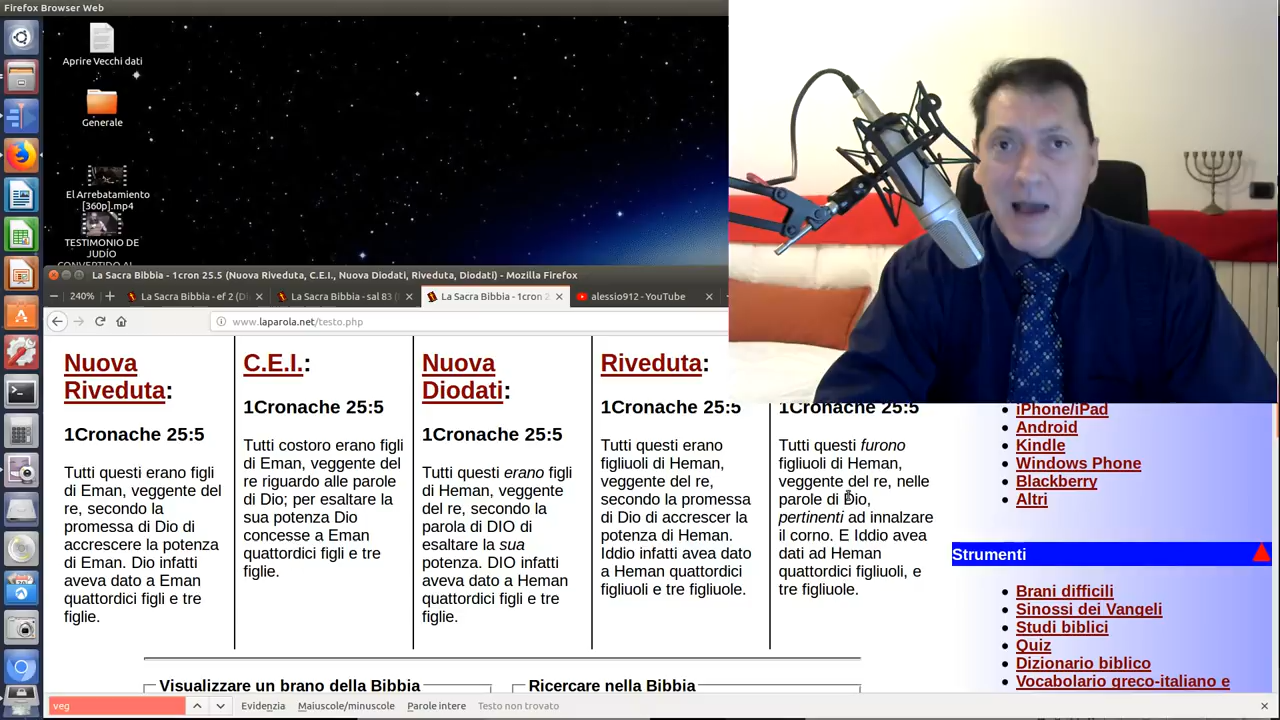 Firefox Browser Web
Aprire Vecchi dati
Generale
El Arrebatamiento
[360p].mp4
TESTIMONIO DE
JUDÍO
La Sacra Bibbia - 1cron 25.5 (Nuova Riveduta, C.E.I., Nuova Diodati, Riveduta, Diodati) - Mozilla Firefox
240%
La Sacra Bibbia - ef 2 (Di
La Sacra Bibbia - sal 83 (
La Sacra Bibbia - 1cron 2
alessio912 - YouTube
www.laparola.net/testo.php
Nuova
Riveduta:
1Cronache 25:5
Tutti questi erano figli
di Eman, veggente del
re, secondo la
promessa di Dio di
accrescere la potenza
di Eman. Dio infatti
aveva dato a Eman
quattordici figli e tre
figlie.
C.E.I.:
1Cronache 25:5
Tutti costoro erano figli
di Eman, veggente del
re riguardo alle parole
di Dio; per esaltare la
sua potenza Dio
concesse a Eman
quattordici figli e tre
figlie.
Nuova
Diodati:
1Cronache 25:5
Tutti questi erano figli
di Heman, veggente
del re, secondo la
parola di DIO di
esaltare la sua
potenza. DIO infatti
aveva dato a Heman
quattordici figli e tre
figlie.
Riveduta:
1Cronache 25:5
Tutti questi erano
figliuoli di Heman,
veggente del re,
secondo la promessa
di Dio di accrescer la
potenza di Heman.
Iddio infatti avea dato
a Heman quattordici
figliuoli e tre figliuole.
1Cronache 25:5
Tutti questi furono
figliuoli di Heman,
veggente del re, nelle
parole di Dio,
pertinenti ad innalzare
il corno. E Iddio avea
dati ad Heman
quattordici figliuoli, e
tre figliuole.
iPhone/iPad
Android
Kindle
Windows Phone
Blackberry
Altri
Strumenti
Brani difficili
Sinossi dei Vangeli
Studi biblici
Quiz
Dizionario biblico
Vocabolario greco-italiano e
Visualizzare un brano della Bibbia
Ricercare nella Bibbia
veg
Evidenzia
Maiuscole/minuscole
Parole intere
Testo non trovato